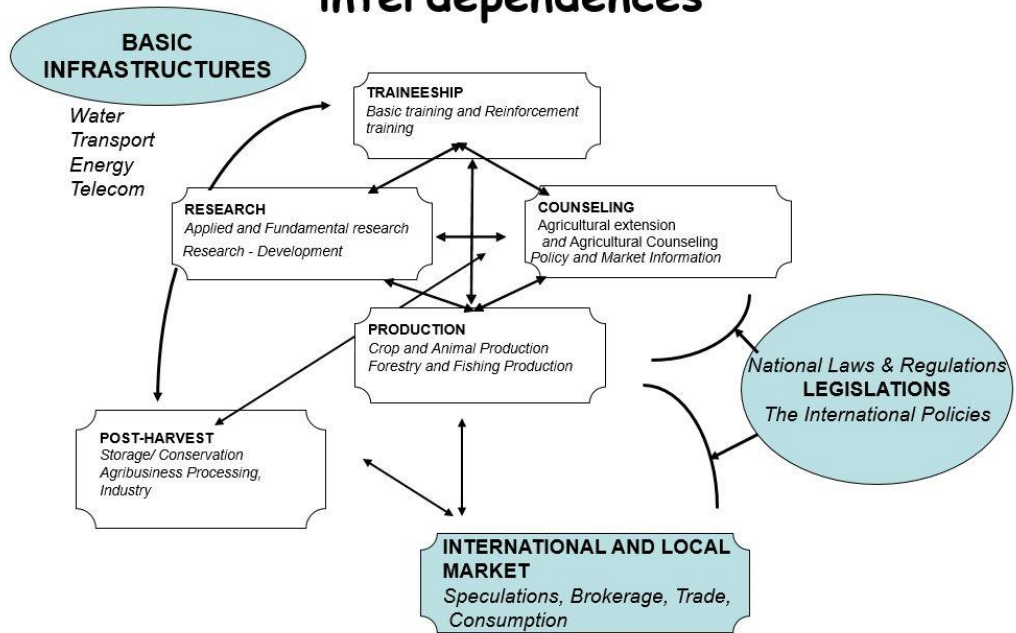 Interdependences
BASIC
INFRASTRUCTURES
Water
Transport
Energy
Telecom
TRAINEESHIP
Basic training and Reinforcement
training
RESEARCH
Applied and Fundamental research
Research - Development
COUNSELING
Agricultural extension
and Agricultural Counseling
Policy and Market Information
PRODUCTION
Crop and Animal Production
Forestry and Fishing Production
National Laws & Regulations
LEGISLATIONS
The International Policies
POST-HARVEST
Storage/ Conservation
Agribusiness Processing,
Industry
INTERNATIONAL AND LOCAL
MARKET
Speculations, Brokerage, Trade,
Consumption